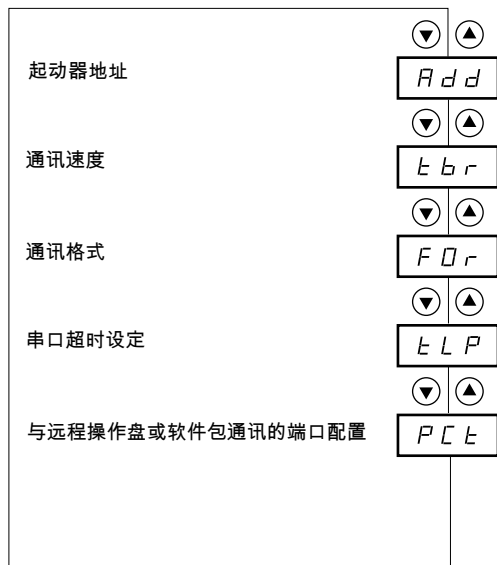 起动器地址
Add
通讯速度
tbr
通讯格式
FOr
串口超时设定
tLP
与远程操作盘或软件包通讯的端口配置
PCt